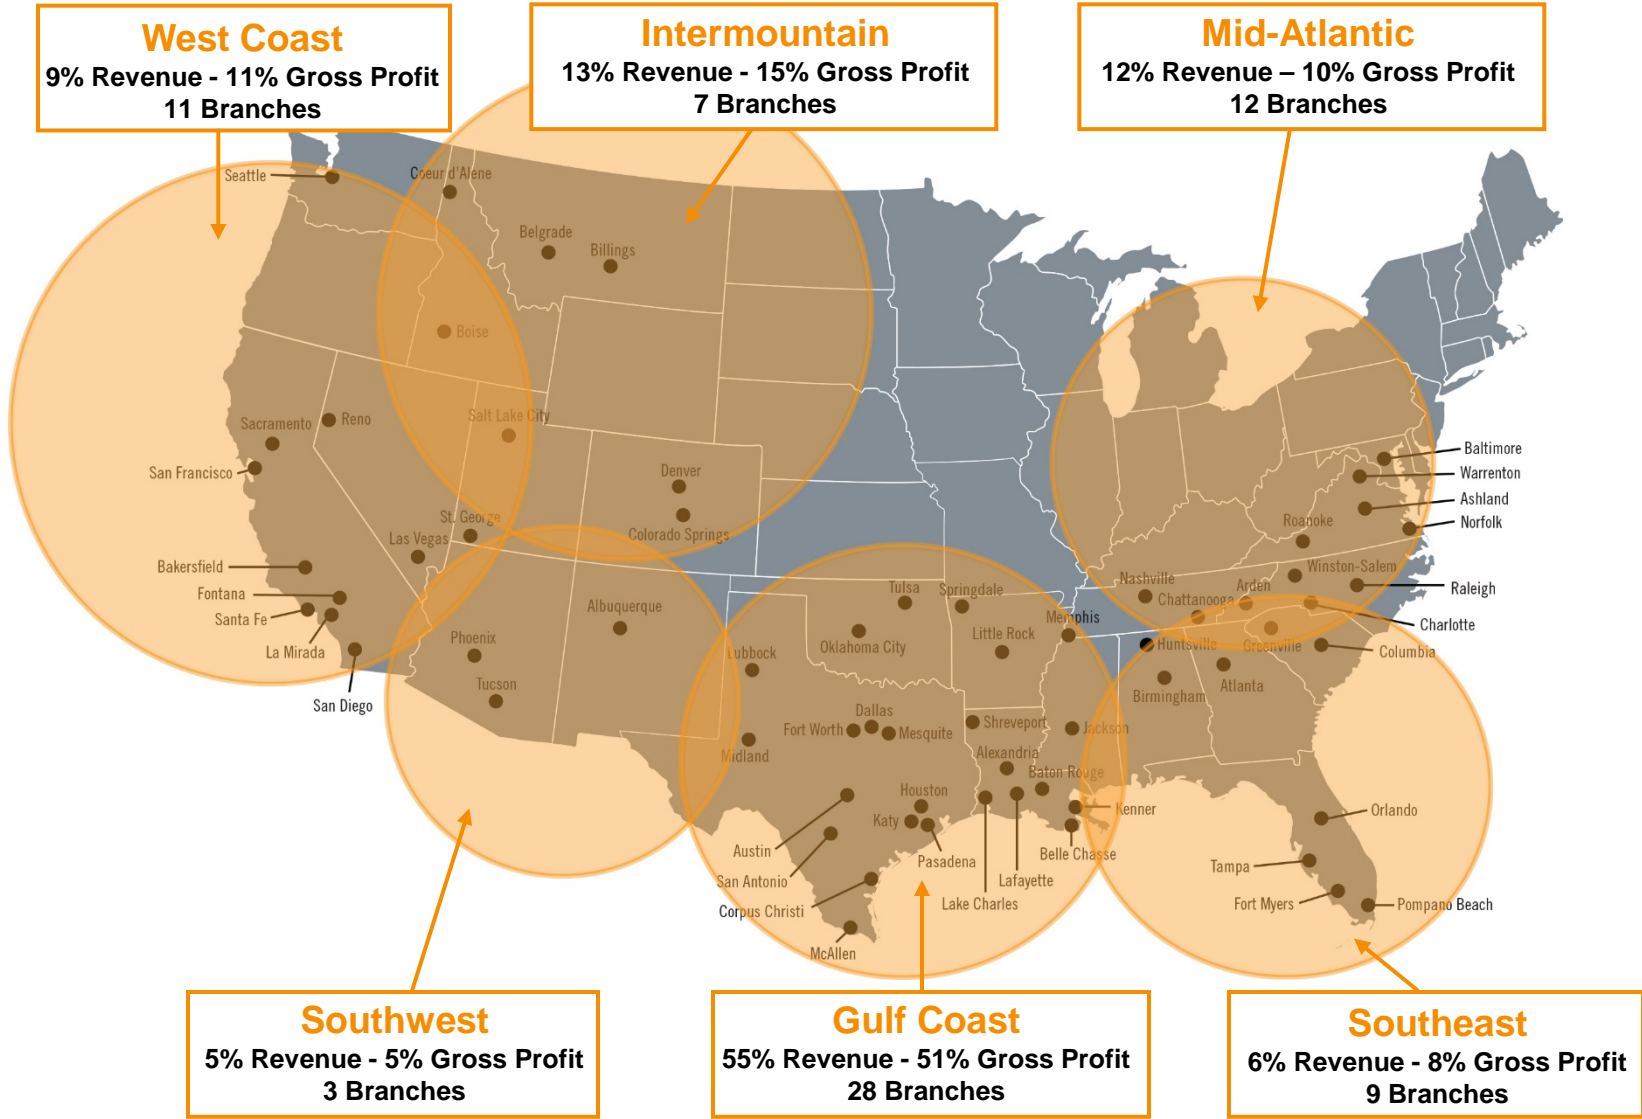 West Coast
9% Revenue - 11% Gross Profit
11 Branches
Intermountain
13% Revenue - 15% Gross Profit
7 Branches
Mid-Atlantic
12% Revenue – 10% Gross Profit
12 Branches
Seattle
Coeur d'Alene
Belgrade
Billings
Boise
Salt Lake City
Sacramento
Reno
San Francisco
Denver
Colorado Springs
St. George
Las Vegas
Bakersfield
Fontana
Santa Fe
La Mirada
San Diego
Baltimore
Warrenton
Ashland
Norfolk
Roanoke
Winston-Salem
Raleigh
Nashville
Arden
Chattanooga
Charlotte
Columbia
Greenville
Huntsville
Birmingham
Atlanta
Albuquerque
Phoenix
Tucson
Tulsa
Springdale
Memphis
Oklahoma City
Little Rock
Lubbock
Dallas
Fort Worth
Mesquite
Shreveport
Jackson
Midland
Alexandria
Baton Rouge
Houston
Katy
Kenner
Austin
Pasadena
Belle Chasse
San Antonio
Lafayette
Corpus Christi
Lake Charles
McAllen
Orlando
Tampa
Fort Myers
Pompano Beach
Southwest
5% Revenue - 5% Gross Profit
3 Branches
Gulf Coast
55% Revenue - 51% Gross Profit
28 Branches
Southeast
6% Revenue - 8% Gross Profit
9 Branches